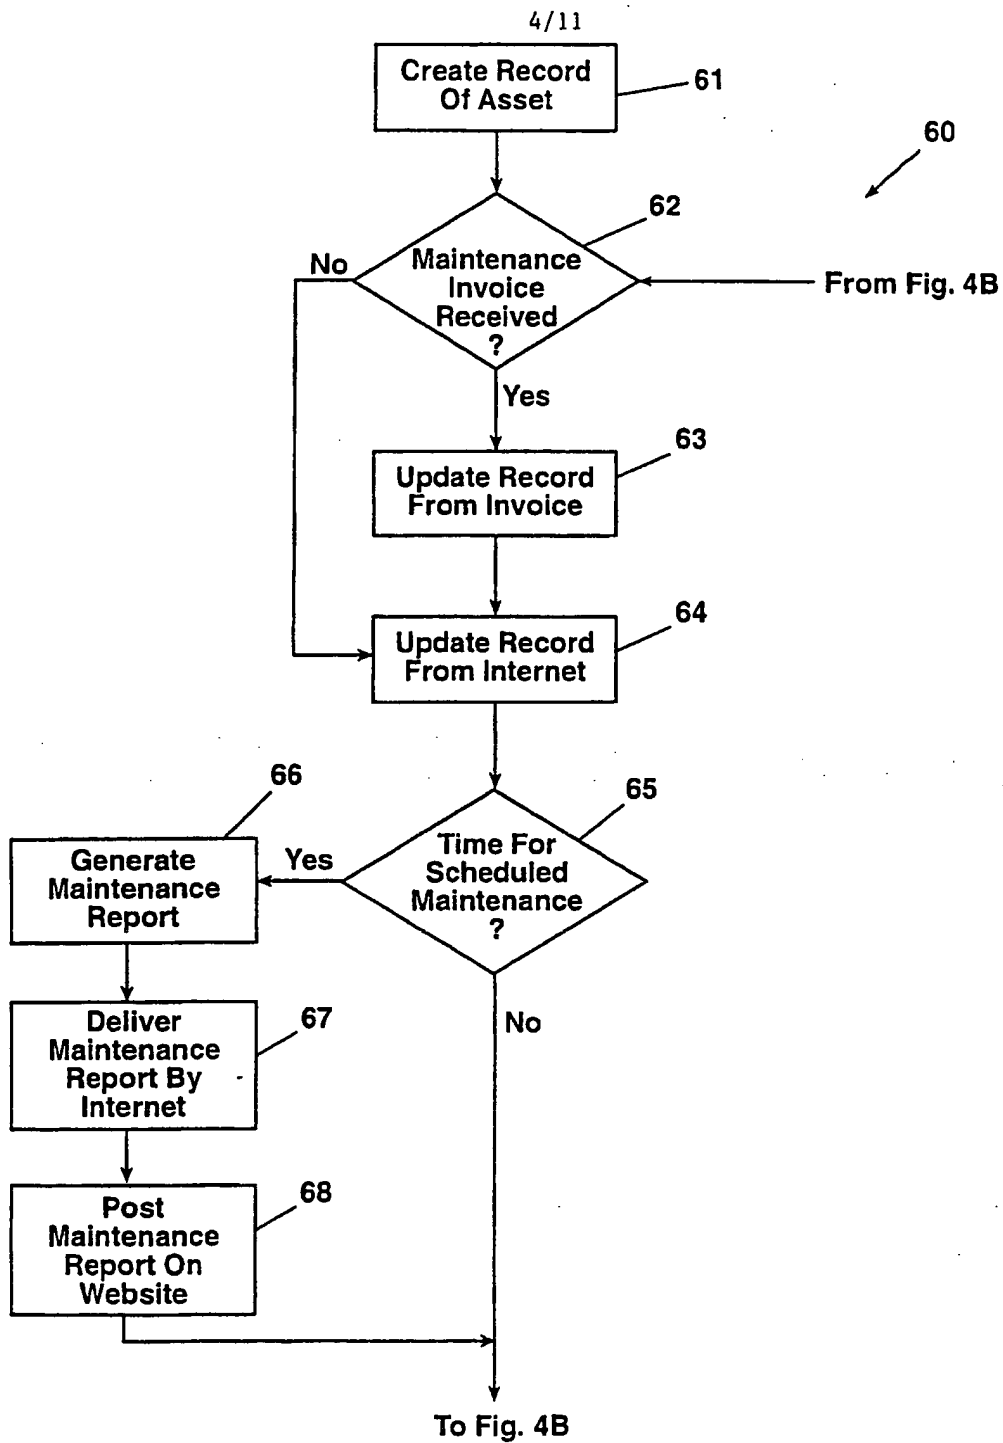 4/11
Create Record
Of Asset
61
60
62
Maintenance
Invoice
Received
?
No
From Fig. 4B
Yes
63
Update Record
From Invoice
64
Update Record
From Internet
65
Time For
Scheduled
Maintenance
?
Yes
66
Generate
Maintenance
Report
No
67
Deliver
Maintenance
Report By
Internet
68
Post
Maintenance
Report On
Website
To Fig. 4B